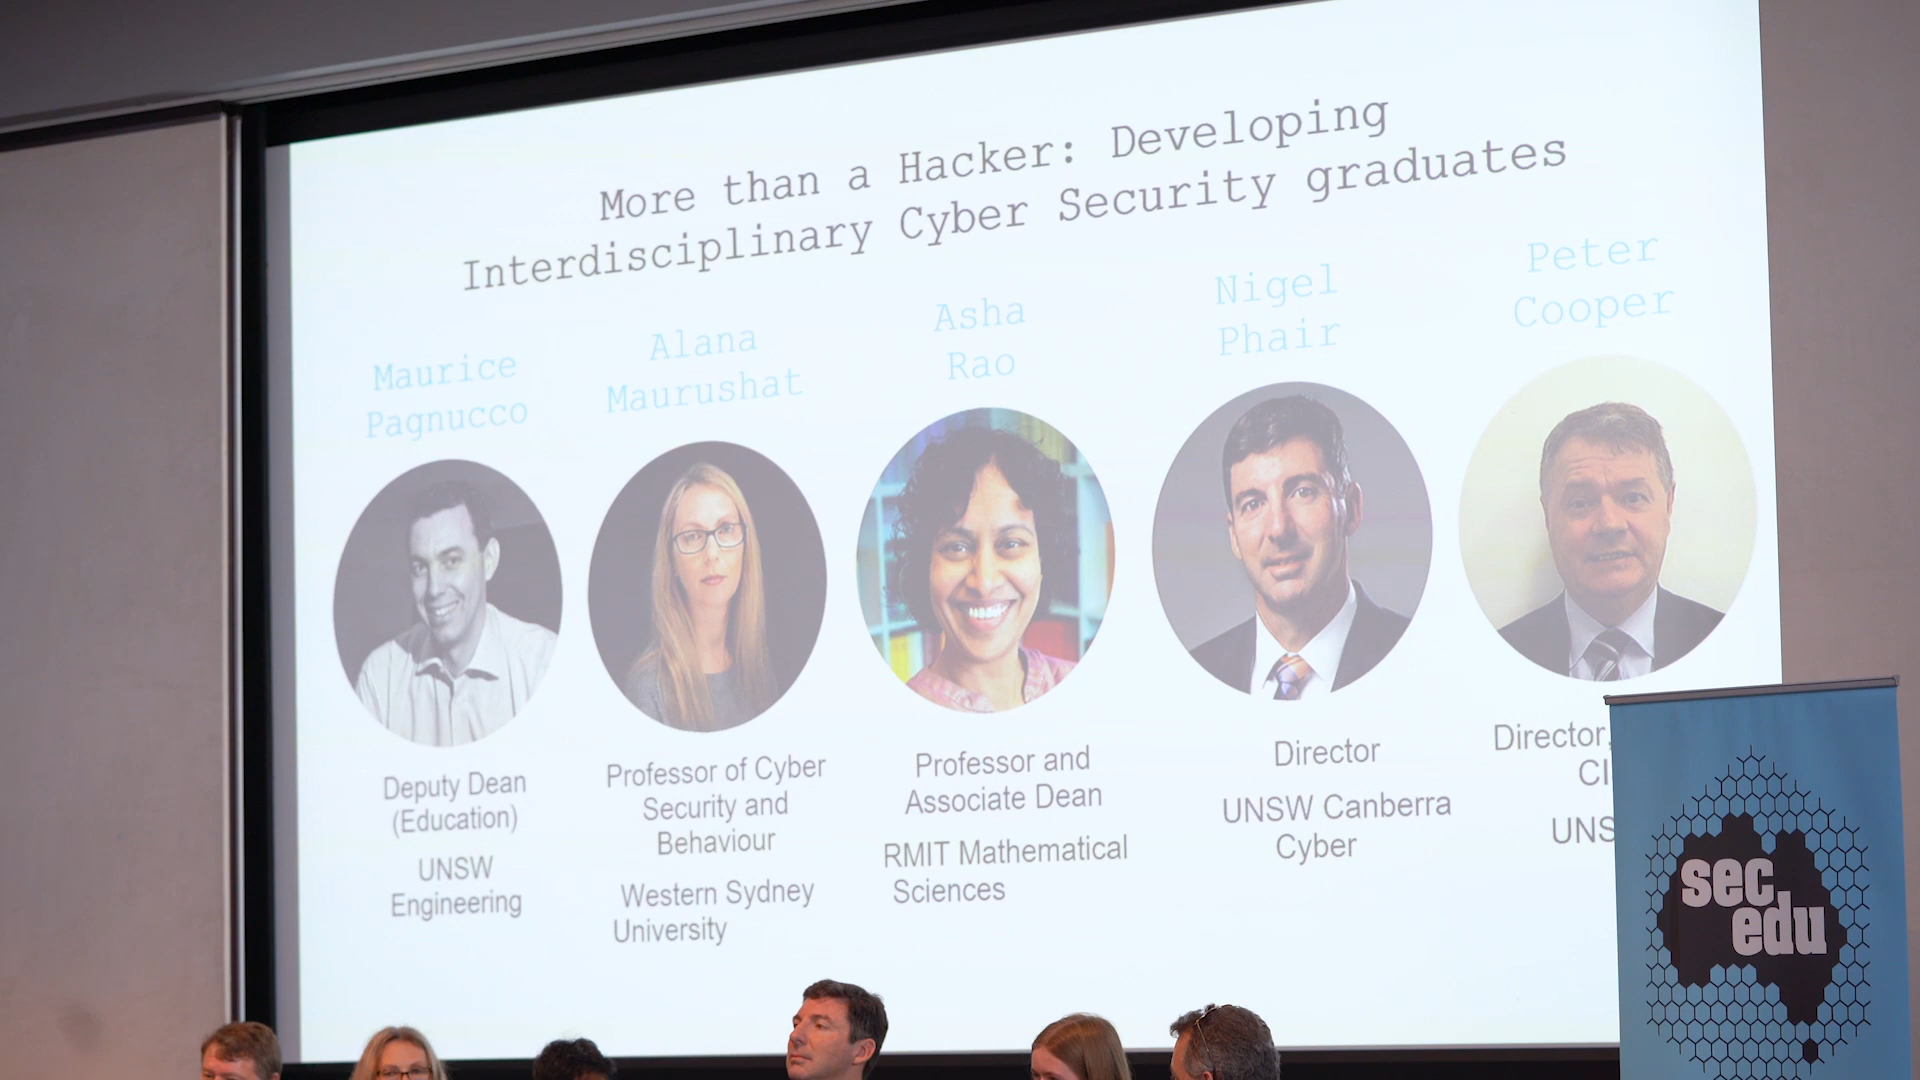 More than a Hacker: Developing
Interdisciplinary Cyber Security graduates
Maurice
Pagnucco
Alana
Maurushat
Asha
Rao
Nigel
Phair
Peter
Cooper
Deputy Dean
(Education)
UNSW
Engineering
Professor of Cyber
Security and
Behaviour
Western Sydney
University
Professor and
Associate Dean
RMIT Mathematical
Sciences
Director
UNSW Canberra
Cyber
Director,
sec
edu